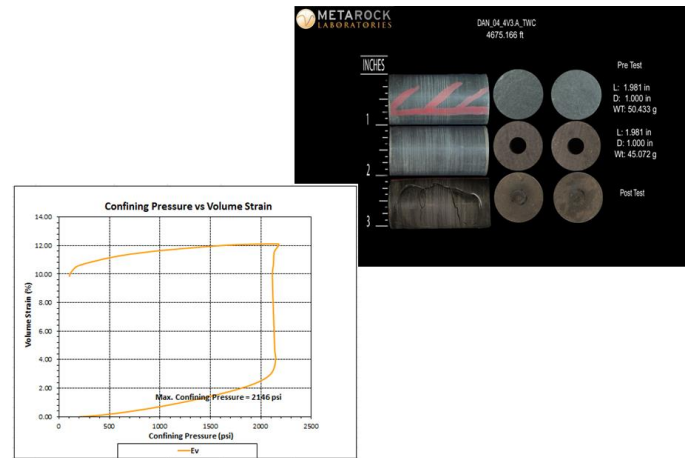 METAROCK
LABORATORIES
DAN_04_4V3.A_TWC
4675.166 ft
INCHES
Pre Test
L: 1.981 in
D: 1.000 in
WT: 50.433 g
1
L: 1.981 in
D: 1.000 in
Wt: 45.072 g
2
Post Test
3
Confining Pressure vs Volume Strain
14.00
12.00
10.00
8.00
6.00
4.00
2.00
0.00
Volume Strain (%)
Max. Confining Pressure = 2146 psi
0
500
1000
1500
2000
2500
Confining Pressure (psi)
Ev